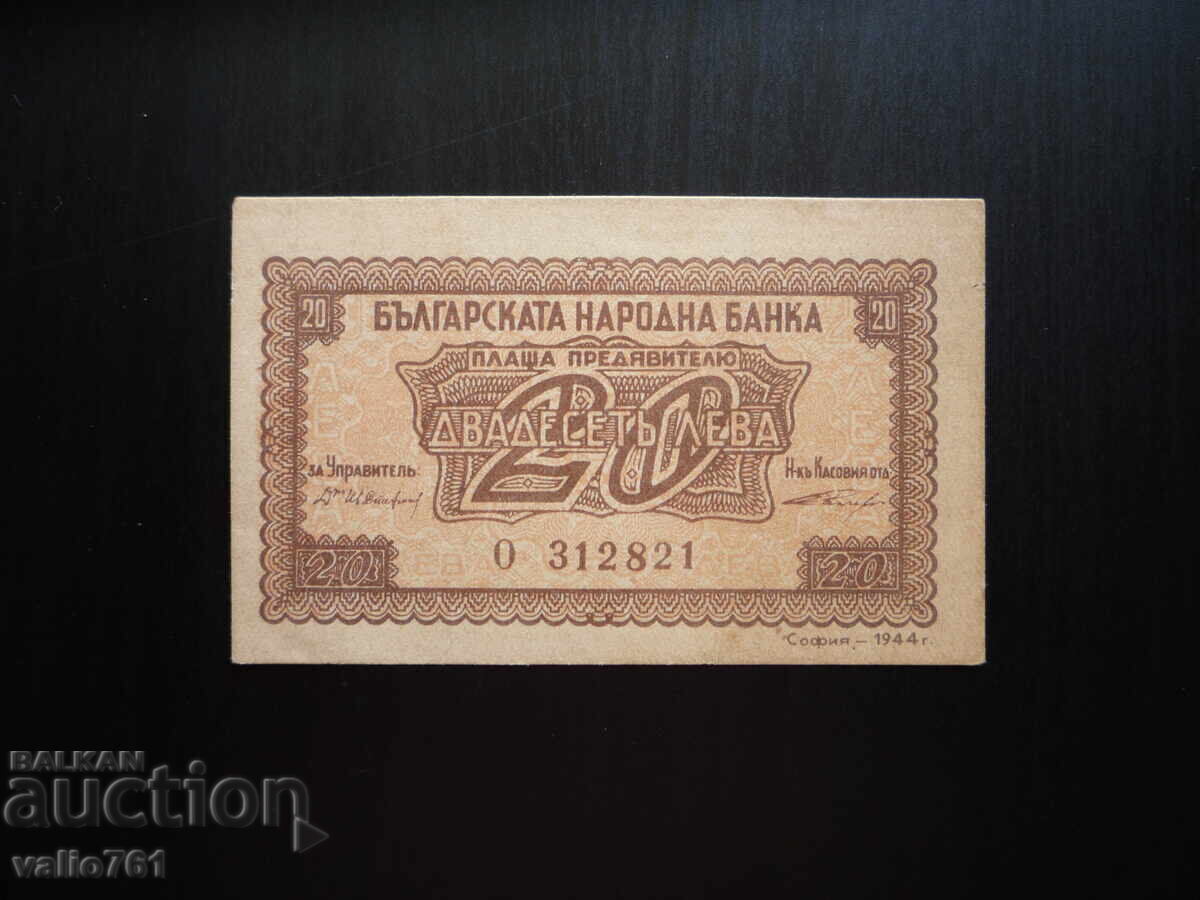 20 20
БЪЛГАРСКАТА НАРОДНА БАНКА
ПЛАЩА ПРЕДЯВИТЕЛЮ
20
ДВАДЕСЕТЬ ЛЕВА
за Управитель: Н-къ Касовия отд.
О 312821
20 20
София. – 1944 г.
BALKAN
auction
valio761